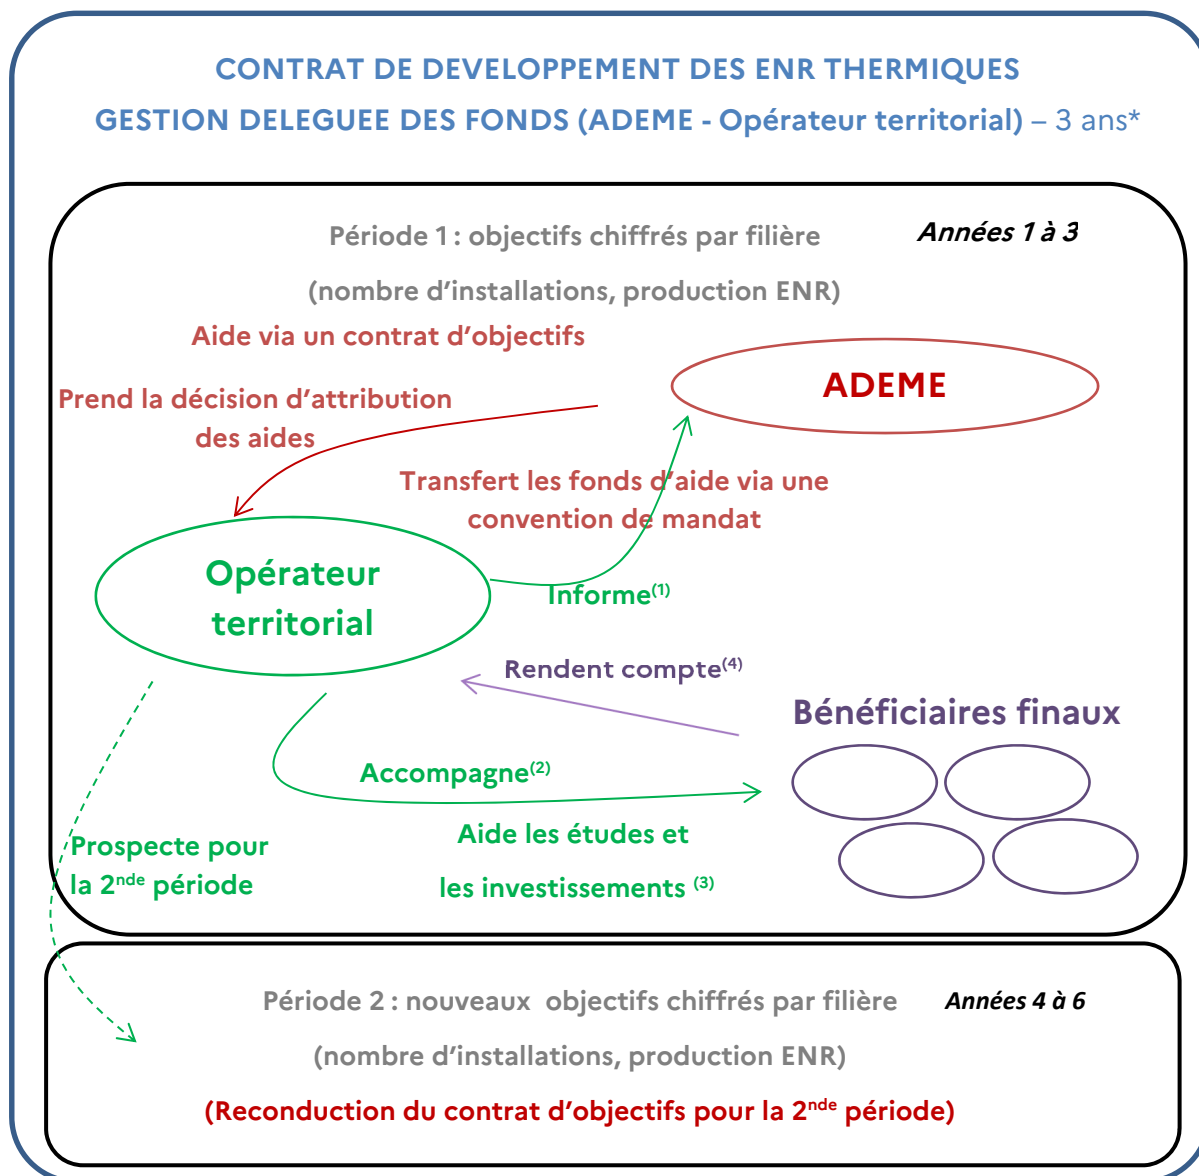 CONTRAT DE DEVELOPPEMENT DES ENR THERMIQUES
GESTION DELEGUEE DES FONDS (ADEME - Opérateur territorial) – 3 ans*
Période 1 : objectifs chiffrés par filière
Années 1 à 3
(nombre d’installations, production ENR)
Aide via un contrat d’objectifs
ADEME
Prend la décision d’attribution
des aides
Transfert les fonds d’aide via une
convention de mandat
Opérateur
territorial
Informe(1)
Rendent compte(4)
Bénéficiaires finaux
Accompagne(2)
Aide les études et
les investissements (3)
Prospecte pour
la 2nde période
Période 2 : nouveaux objectifs chiffrés par filière
Années 4 à 6
(nombre d’installations, production ENR)
(Reconduction du contrat d’objectifs pour la 2nde période)